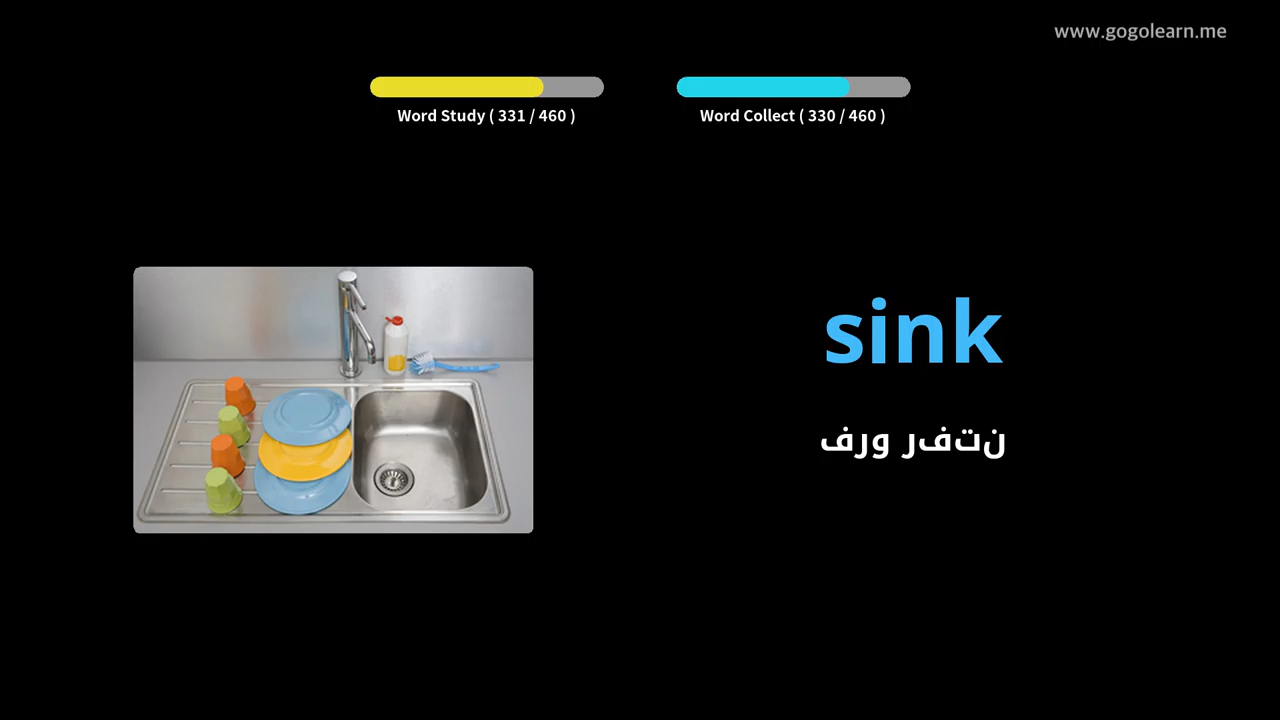 www.gogolearn.me
Word Study ( 331 / 460 )
Word Collect ( 330 / 460 )
sink
نتفر ورف